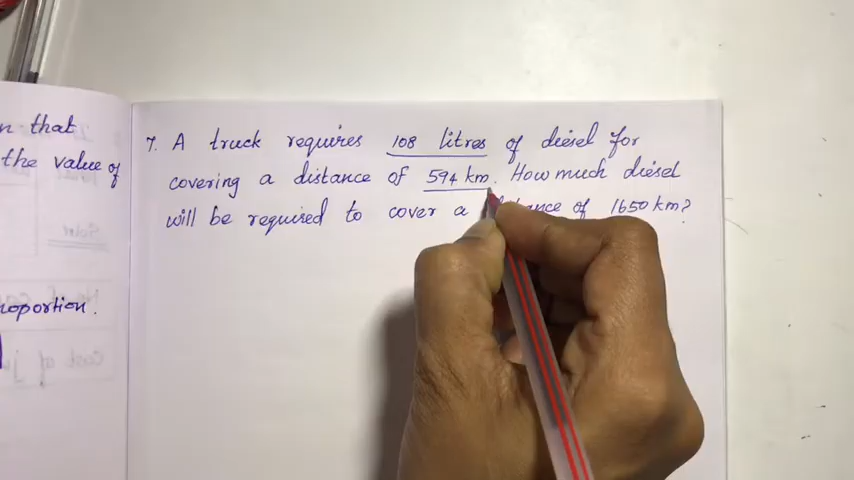 n that
the value of
roportion.
7. A truck requires 108 litres of diesel for
covering a distance of 594 km. How much diesel
will be required to cover a of 1650 km?